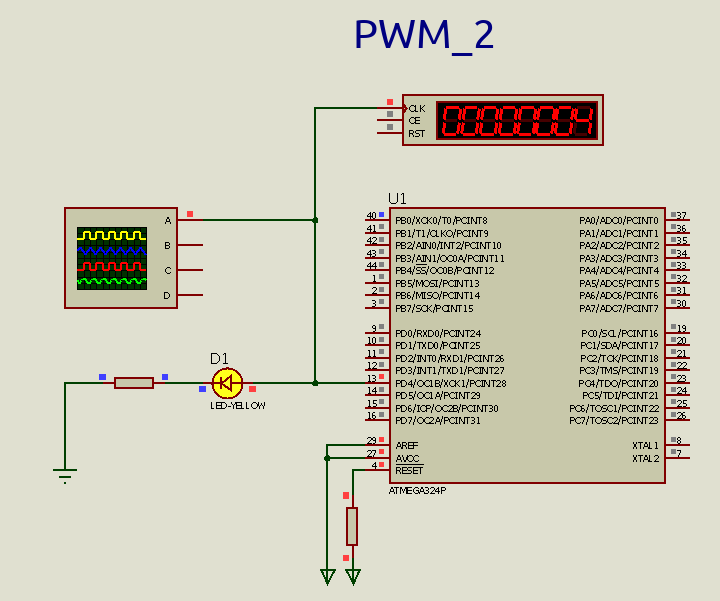 PWM_2
CLK
CE
RST
00000004
A
B
C
D
D1
LED-YELLOW
U1
40 PB0/XCK0/T0/PCINT8 PA0/ADC0/PCINT0 37
41 PB1/T1/CLKO/PCINT9 PA1/ADC1/PCINT1 36
42 PB2/AIN0/INT2/PCINT10 PA2/ADC2/PCINT2 35
43 PB3/AIN1/OC0A/PCINT11 PA3/ADC3/PCINT3 34
44 PB4/SS/OC0B/PCINT12 PA4/ADC4/PCINT4 33
1 PB5/MOSI/PCINT13 PA5/ADC5/PCINT5 32
2 PB6/MISO/PCINT14 PA6/ADC6/PCINT6 31
3 PB7/SCK/PCINT15 PA7/ADC7/PCINT7 30
9 PD0/RXD0/PCINT24 PC0/SCL/PCINT16 19
10 PD1/TXD0/PCINT25 PC1/SDA/PCINT17 20
11 PD2/INT0/RXD1/PCINT26 PC2/TCK/PCINT18 21
12 PD3/INT1/TXD1/PCINT27 PC3/TMS/PCINT19 22
13 PD4/OC1B/XCK1/PCINT28 PC4/TDO/PCINT20 23
14 PD5/OC1A/PCINT29 PC5/TDI/PCINT21 24
15 PD6/ICP/OC2B/PCINT30 PC6/TOSC1/PCINT22 25
16 PD7/OC2A/PCINT31 PC7/TOSC2/PCINT23 26
29 AREF XTAL1 8
27 AVCC XTAL2 7
4 RESET
ATMEGA324P